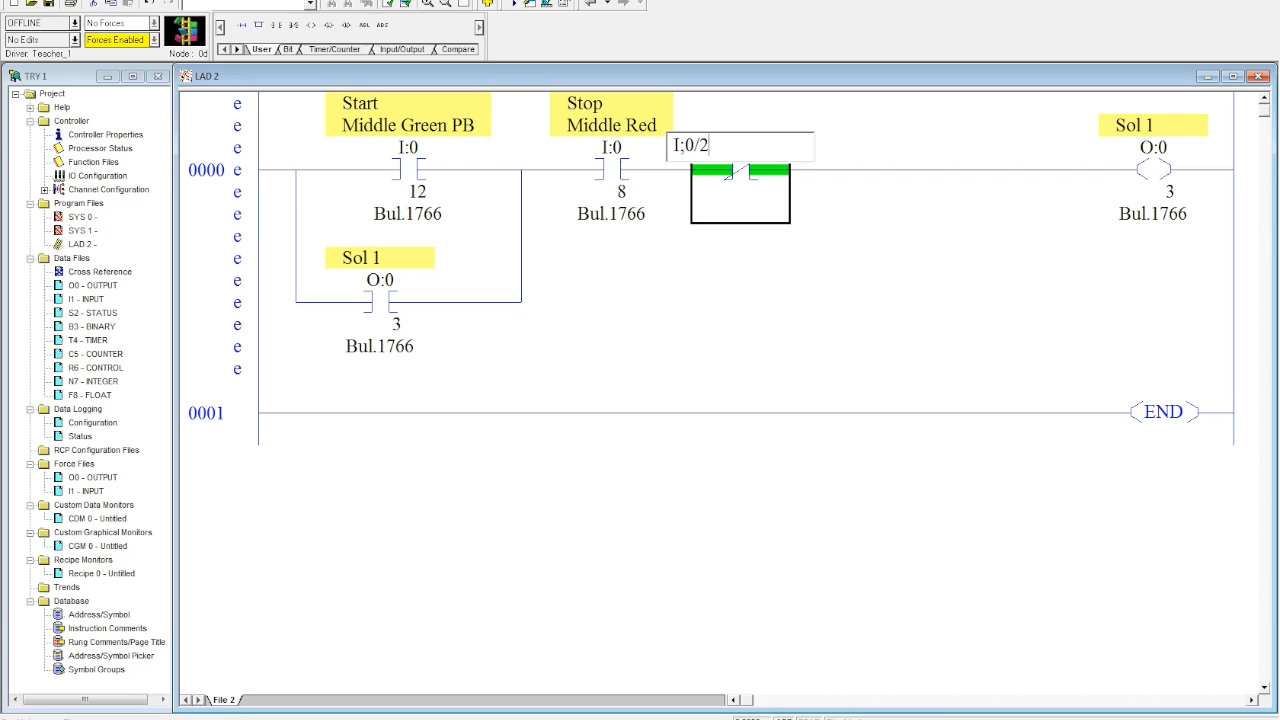 OFFLINE No Forces
No Edits Forces Enabled
Driver: Teacher_1 Node : 0d
User Bit Timer/Counter Input/Output Compare
TRY 1
Project
Help
Controller
Controller Properties
Processor Status
Function Files
IO Configuration
Channel Configuration
Program Files
SYS 0 -
SYS 1 -
LAD 2 -
Data Files
Cross Reference
O0 - OUTPUT
I1 - INPUT
S2 - STATUS
B3 - BINARY
T4 - TIMER
C5 - COUNTER
R6 - CONTROL
N7 - INTEGER
F8 - FLOAT
Data Logging
Configuration
Status
RCP Configuration Files
Force Files
O0 - OUTPUT
I1 - INPUT
Custom Data Monitors
CDM 0 - Untitled
Custom Graphical Monitors
CGM 0 - Untitled
Recipe Monitors
Recipe 0 - Untitled
Trends
Database
Address/Symbol
Instruction Comments
Rung Comments/Page Title
Address/Symbol Picker
Symbol Groups
LAD 2
e
e
e
0000 e
e
e
e
e
e
e
e
e
e
Start
Middle Green PB
I:0
12
Bul.1766
Stop
Middle Red
I:0
8
Bul.1766
I;0/2
Sol 1
O:0
3
Bul.1766
Sol 1
O:0
3
Bul.1766
0001
END
File 2